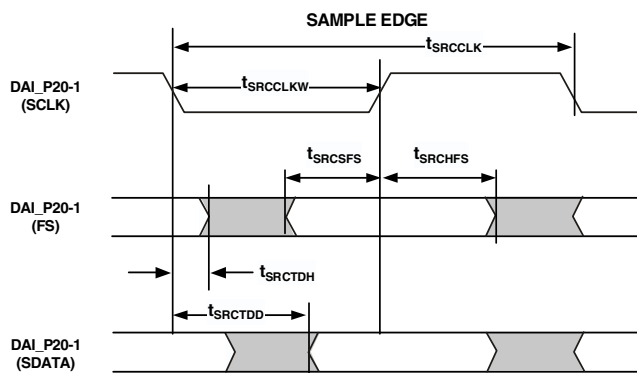 SAMPLE EDGE
tSRCCLK
DAI_P20-1
(SCLK)
tSRCCLKW
tSRCSFS
tSRCHFS
DAI_P20-1
(FS)
tSRCTDH
tSRCTDD
DAI_P20-1
(SDATA)